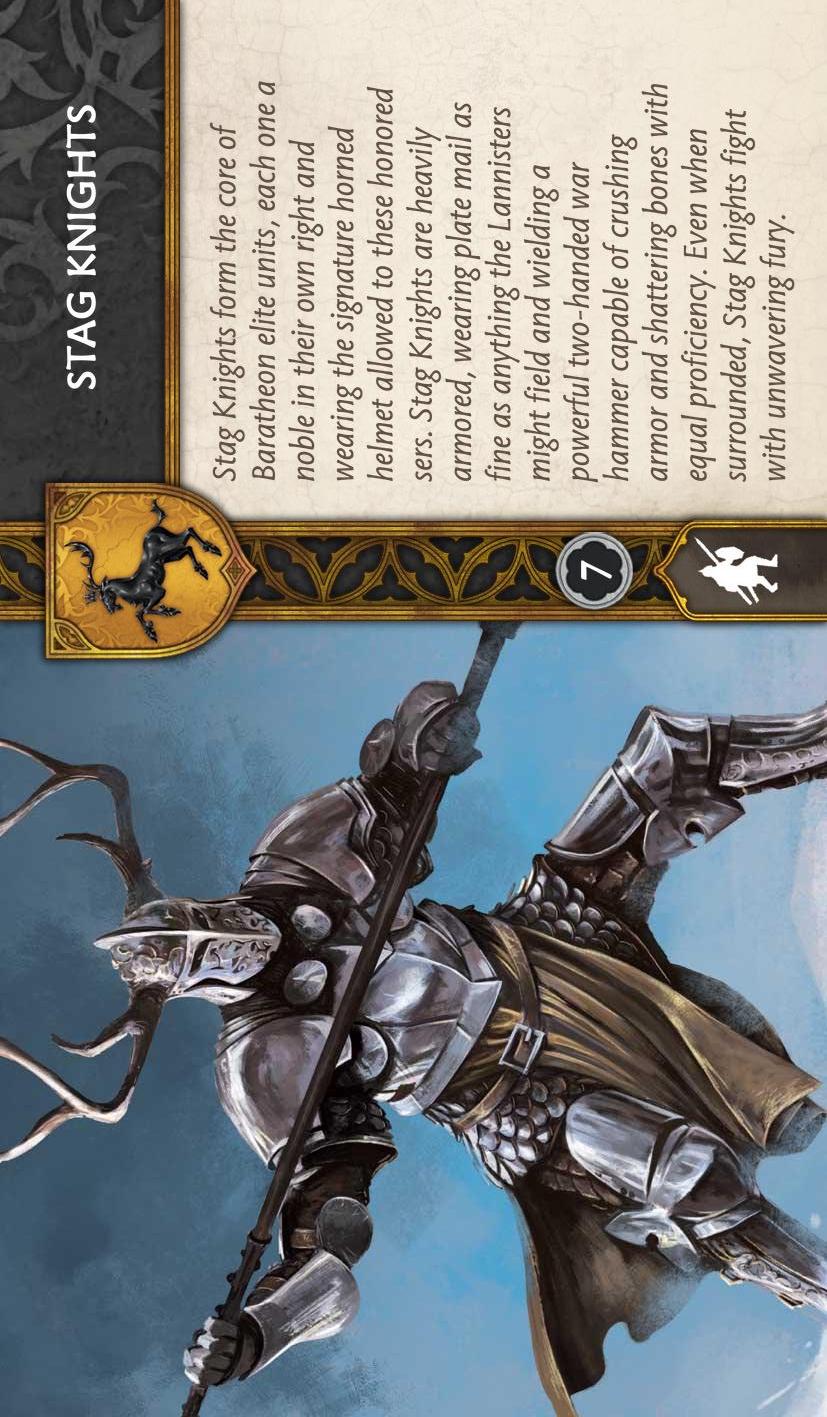 STAG KNIGHTS
Stag Knights form the core of
Baratheon elite units, each one a
noble in their own right and
wearing the signature horned
helmet allowed to these honored
sers. Stag Knights are heavily
armored, wearing plate mail as
fine as anything the Lannisters
might field and wielding a
powerful two-handed war
hammer capable of crushing
armor and shattering bones with
equal proficiency. Even when
surrounded, Stag Knights fight
with unwavering fury.
7